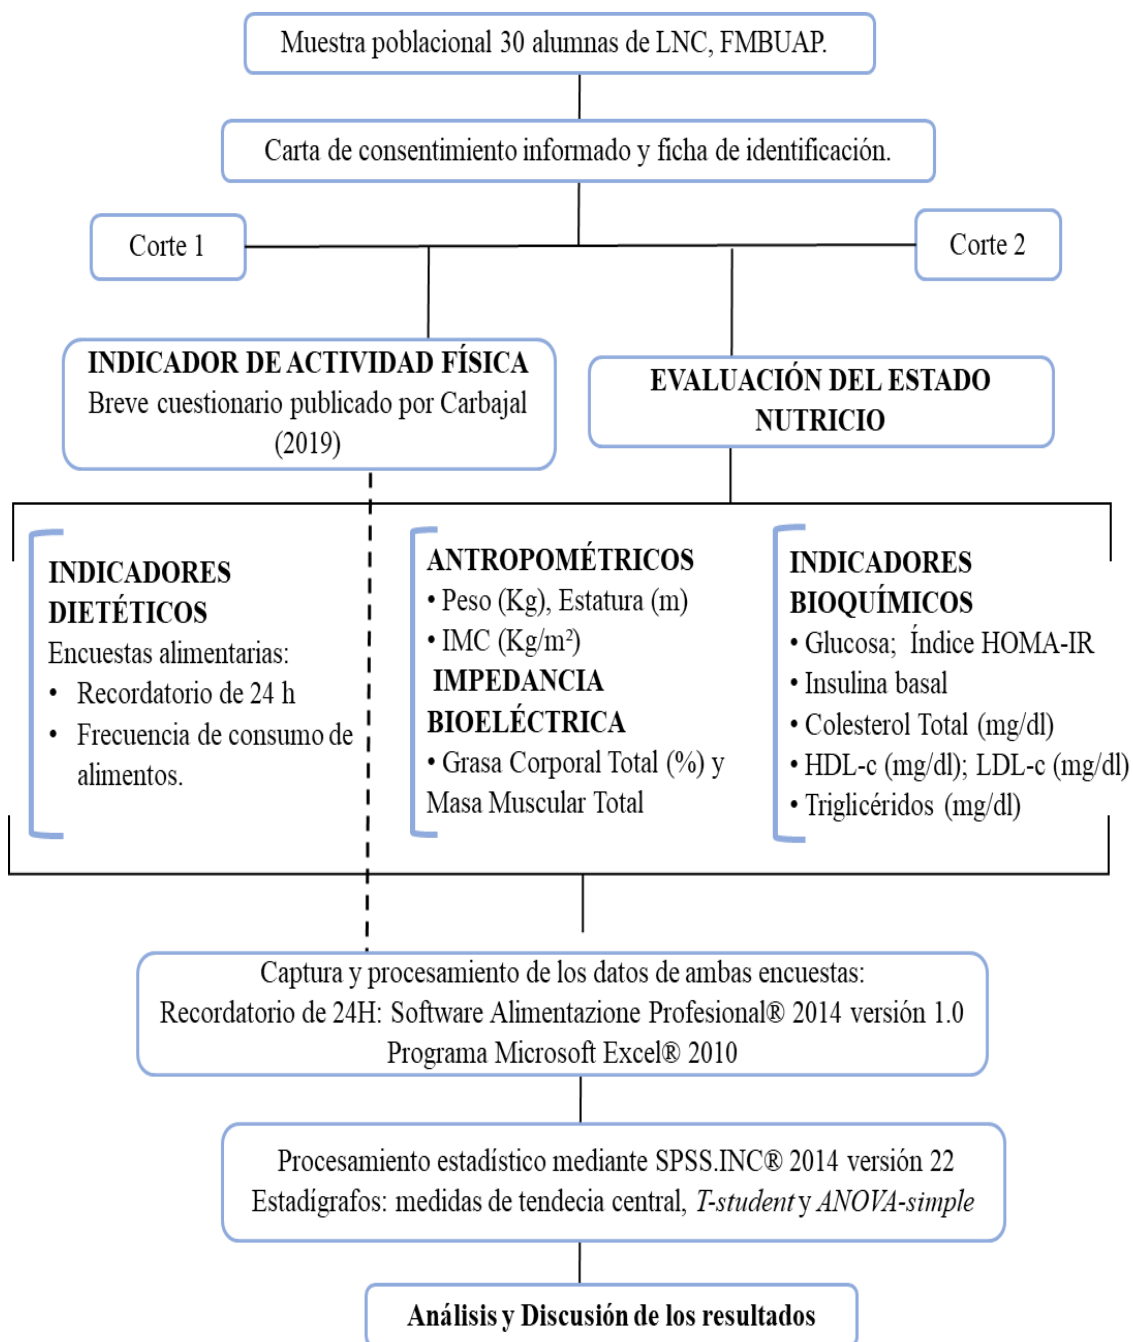 Muestra poblacional 30 alumnas de LNC, FMBUAP.
Carta de consentimiento informado y ficha de identificación.
Corte 1
Corte 2
INDICADOR DE ACTIVIDAD FÍSICA
Breve cuestionario publicado por Carbajal
(2019)
EVALUACIÓN DEL ESTADO
NUTRICIO
INDICADORES
DIETÉTICOS
Encuestas alimentarias:
• Recordatorio de 24 h
• Frecuencia de consumo de
alimentos.
ANTROPOMÉTRICOS
• Peso (Kg), Estatura (m)
• IMC (Kg/m²)
IMPEDANCIA
BIOELÉCTRICA
• Grasa Corporal Total (%) y
Masa Muscular Total
INDICADORES
BIOQUÍMICOS
• Glucosa; Índice HOMA-IR
• Insulina basal
• Colesterol Total (mg/dl)
• HDL-c (mg/dl); LDL-c (mg/dl)
• Triglicéridos (mg/dl)
Captura y procesamiento de los datos de ambas encuestas:
Recordatorio de 24H: Software Alimentazione Profesional® 2014 versión 1.0
Programa Microsoft Excel® 2010
Procesamiento estadístico mediante SPSS.INC® 2014 versión 22
Estadígrafos: medidas de tendecia central, T-student y ANOVA-simple
Análisis y Discusión de los resultados